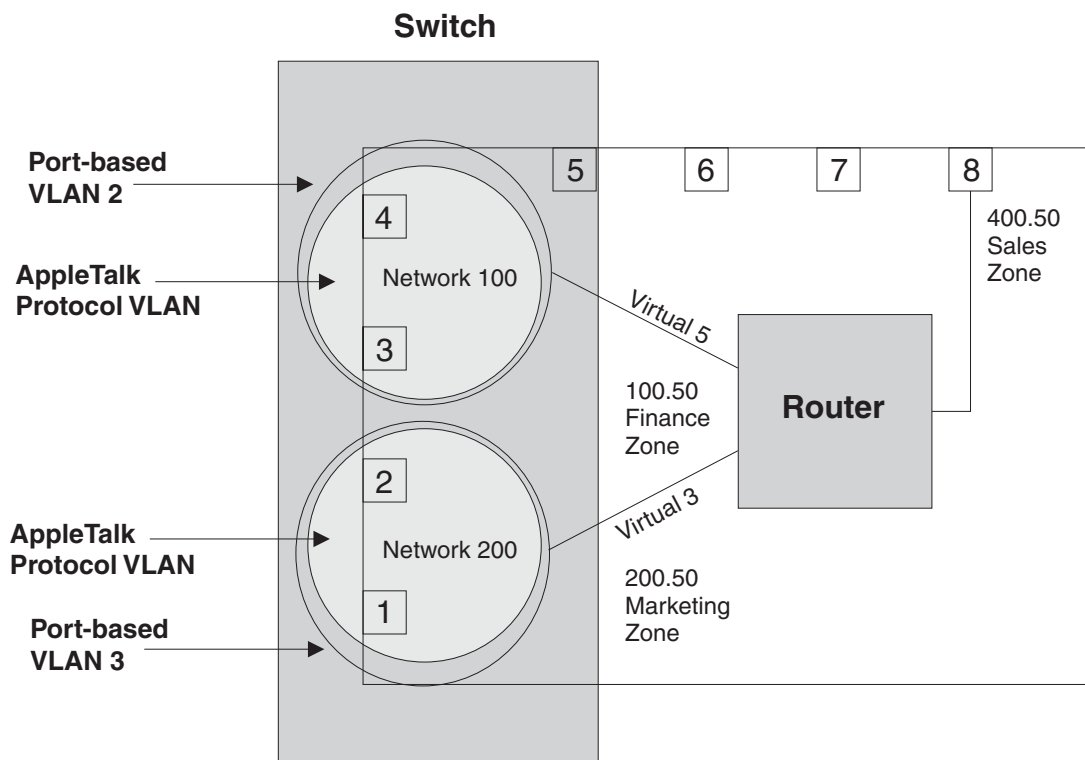 Switch
Port-based
VLAN 2
AppleTalk
Protocol VLAN
5
6
7
8
4
Network 100
3
400.50
Sales
Zone
Virtual 5
100.50
Finance
Zone
Router
2
Network 200
1
Virtual 3
AppleTalk
Protocol VLAN
200.50
Marketing
Zone
Port-based
VLAN 3